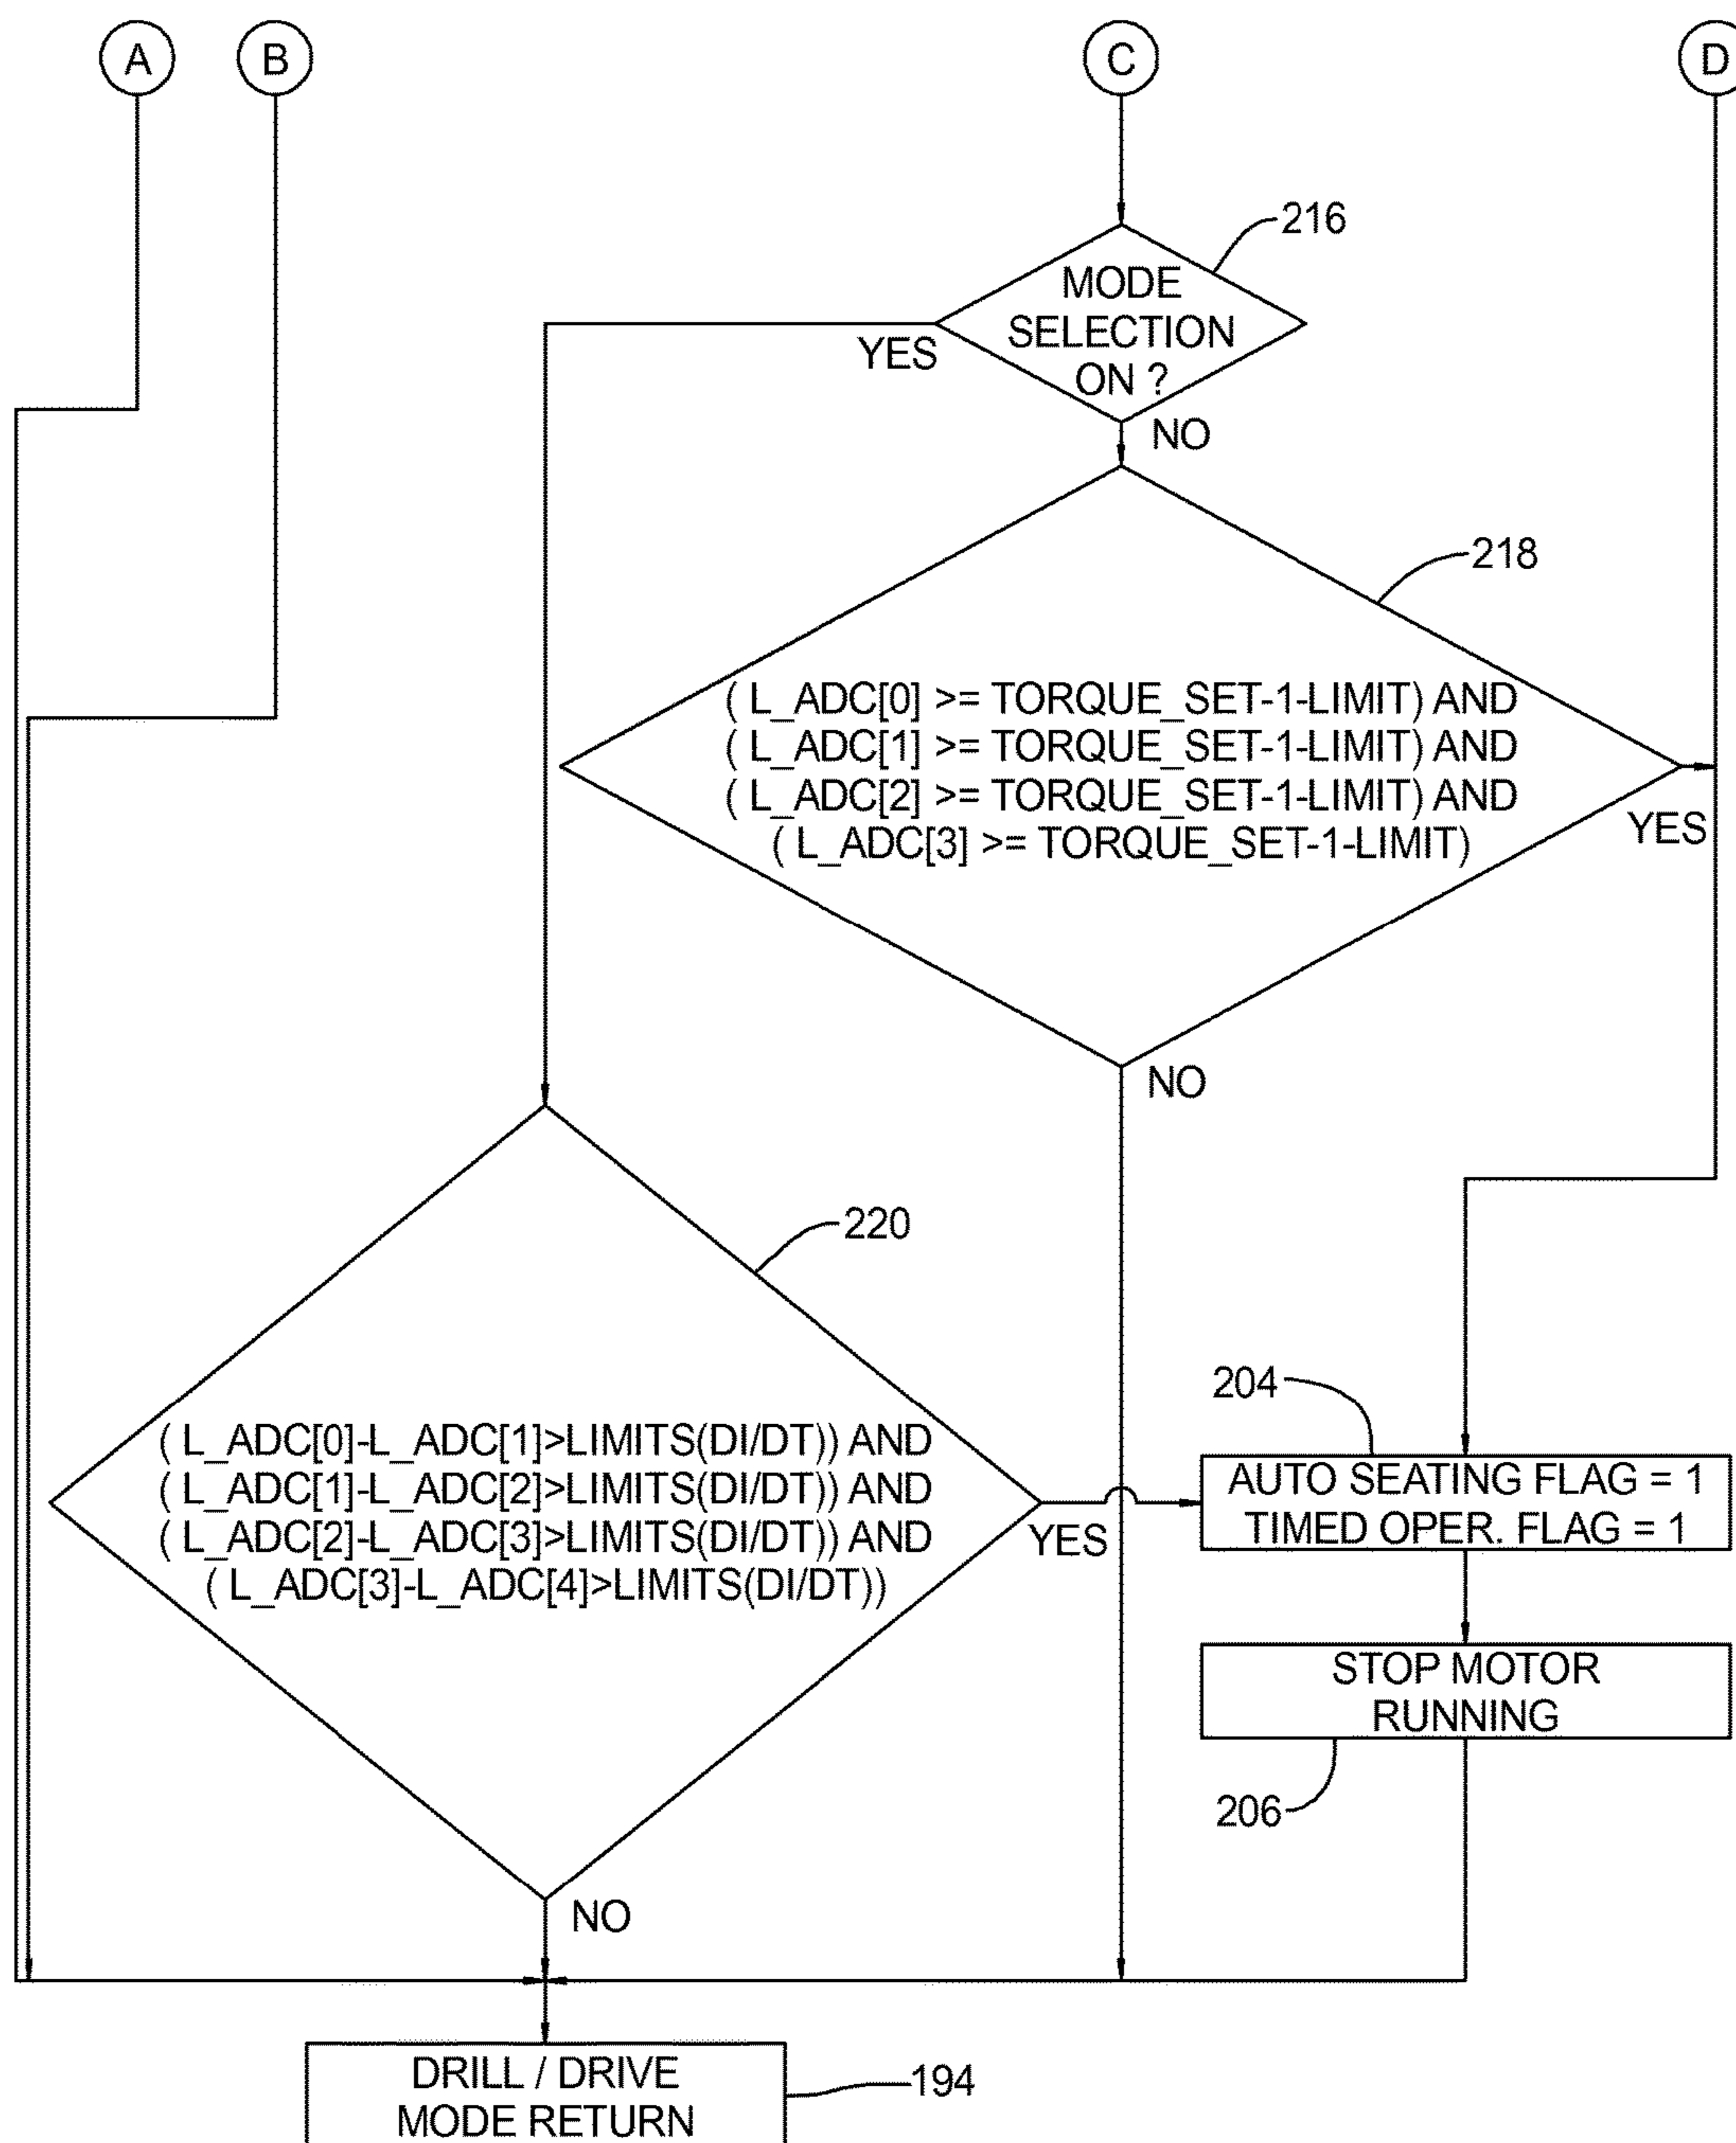 A
B
C
D
216
MODE
SELECTION
ON ?
YES
NO
218
( L_ADC[0] >= TORQUE_SET-1-LIMIT) AND
( L_ADC[1] >= TORQUE_SET-1-LIMIT) AND
( L_ADC[2] >= TORQUE_SET-1-LIMIT) AND
( L_ADC[3] >= TORQUE_SET-1-LIMIT)
YES
NO
220
( L_ADC[0]-L_ADC[1]>LIMITS(DI/DT)) AND
( L_ADC[1]-L_ADC[2]>LIMITS(DI/DT)) AND
( L_ADC[2]-L_ADC[3]>LIMITS(DI/DT)) AND
( L_ADC[3]-L_ADC[4]>LIMITS(DI/DT))
YES
NO
204
AUTO SEATING FLAG = 1
TIMED OPER. FLAG = 1
STOP MOTOR
RUNNING
206
DRILL / DRIVE
MODE RETURN
194